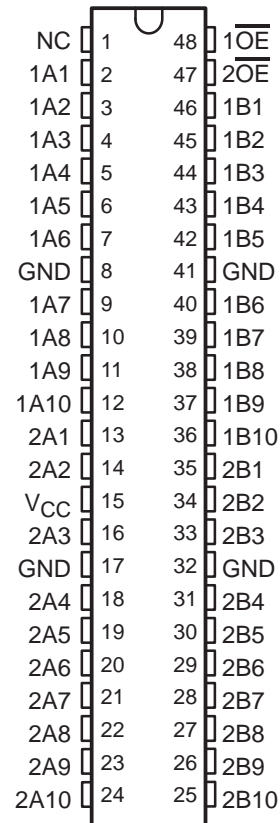 NC 1 48 1O̅E̅
1A1 2 47 2O̅E̅
1A2 3 46 1B1
1A3 4 45 1B2
1A4 5 44 1B3
1A5 6 43 1B4
1A6 7 42 1B5
GND 8 41 GND
1A7 9 40 1B6
1A8 10 39 1B7
1A9 11 38 1B8
1A10 12 37 1B9
2A1 13 36 1B10
2A2 14 35 2B1
VCC 15 34 2B2
2A3 16 33 2B3
GND 17 32 GND
2A4 18 31 2B4
2A5 19 30 2B5
2A6 20 29 2B6
2A7 21 28 2B7
2A8 22 27 2B8
2A9 23 26 2B9
2A10 24 25 2B10